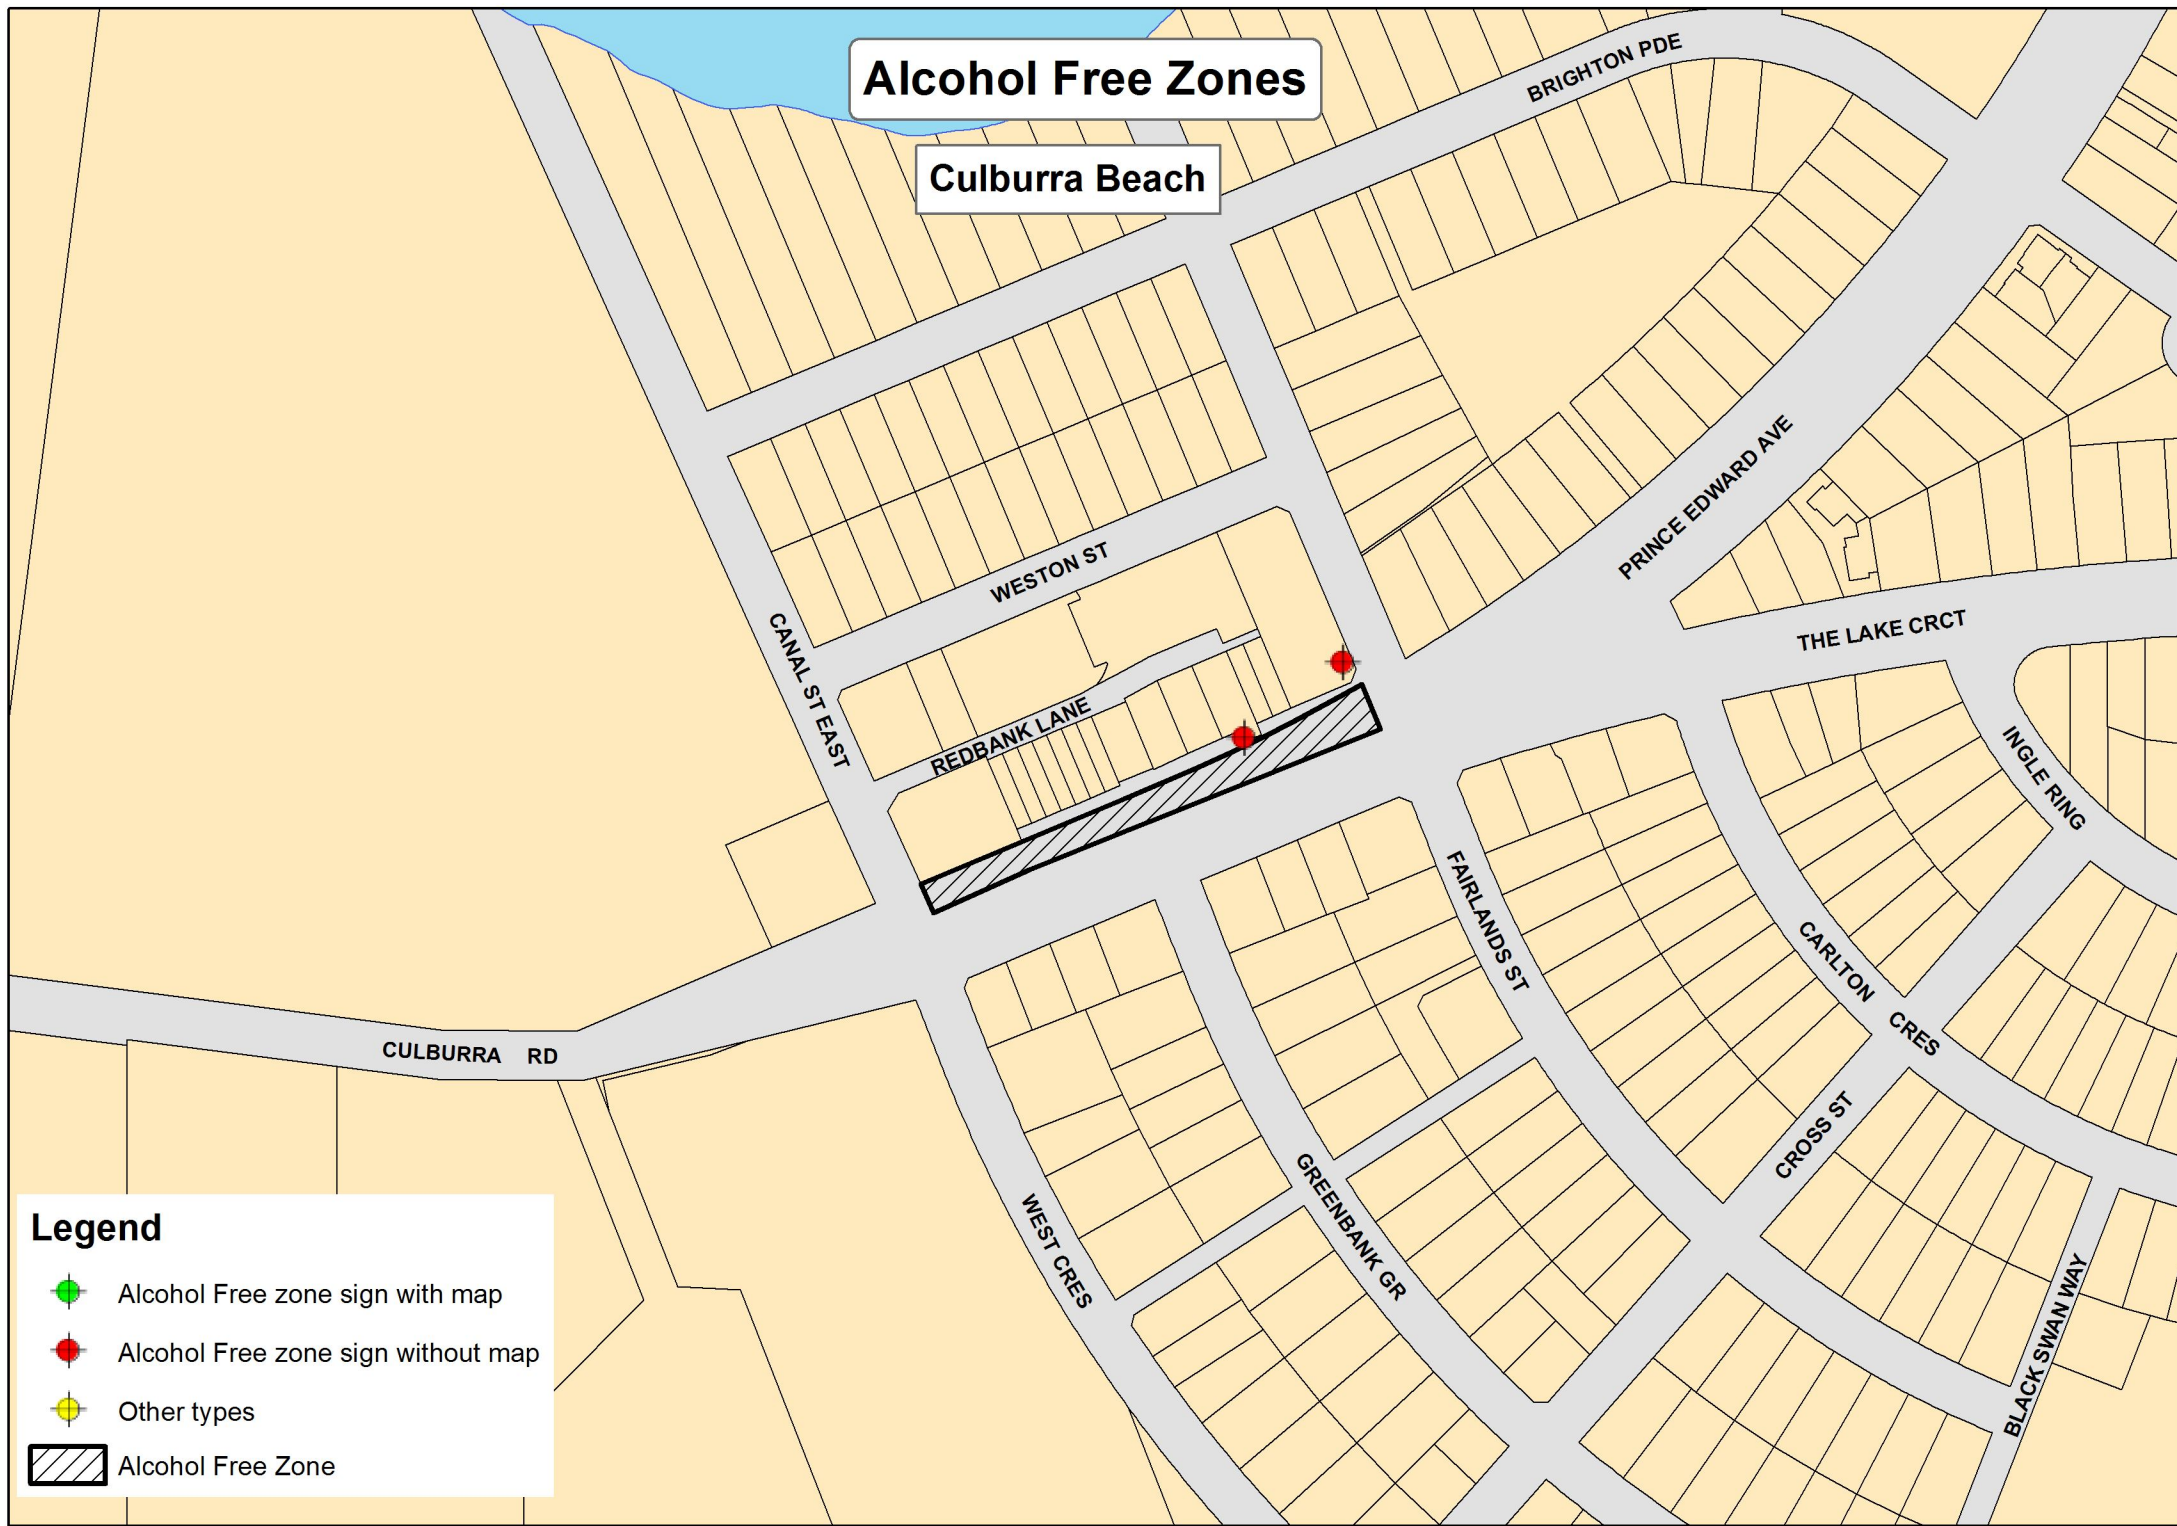 Alcohol Free Zones
Culburra Beach
BRIGHTON PDE
PRINCE EDWARD AVE
WESTON ST
THE LAKE CRCT
CANAL ST EAST
REDBANK LANE
INGLE RING
FAIRLANDS ST
CARLTON CRES
CULBURRA RD
CROSS ST
GREENBANK GR
WEST CRES
BLACK SWAN WAY
Legend
Alcohol Free zone sign with map
Alcohol Free zone sign without map
Other types
Alcohol Free Zone